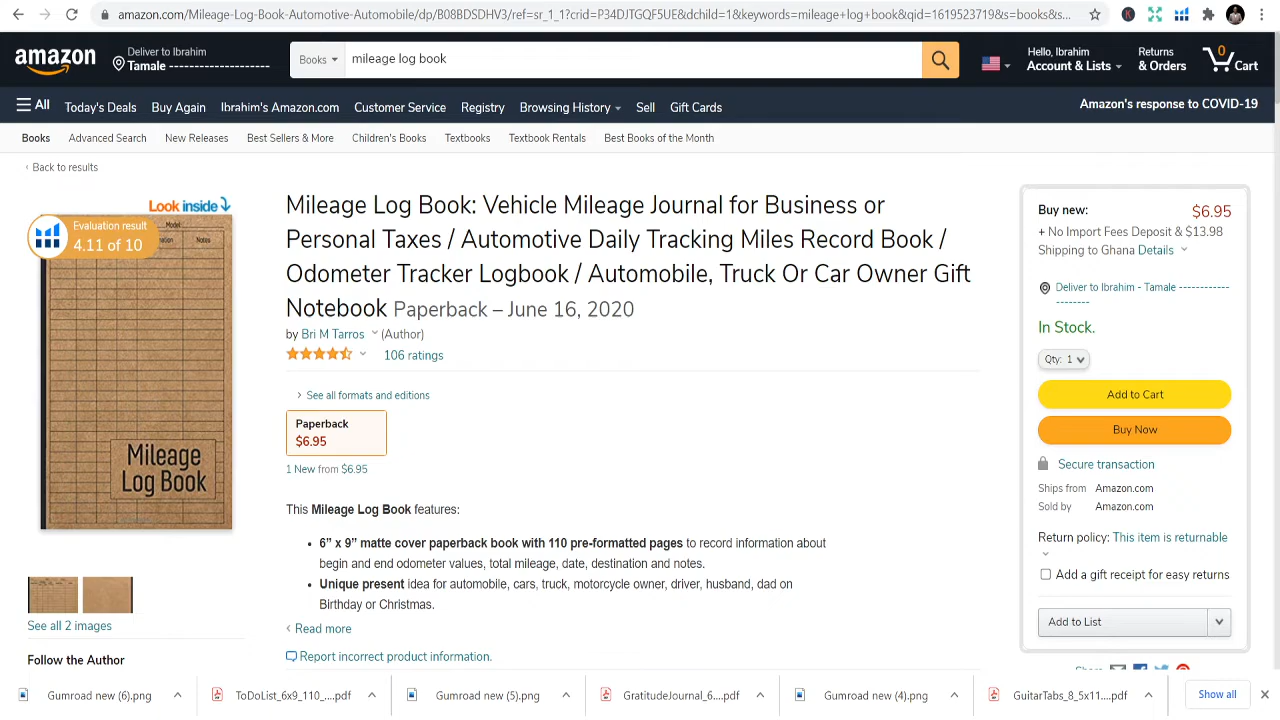 amazon.com/Mileage-Log-Book-Automotive-Automobile/dp/B08BDSDHV3/ref=sr_1_1?crid=P34DJTGQF5UE&dchild=1&keywords=mileage+log+book&qid=1619523719&s=books&s...
amazon
Deliver to Ibrahim
Tamale --------------------
Books
mileage log book
Hello, Ibrahim
Account & Lists
Returns
& Orders
0
Cart
All
Today's Deals
Buy Again
Ibrahim's Amazon.com
Customer Service
Registry
Browsing History
Sell
Gift Cards
Amazon's response to COVID-19
Books
Advanced Search
New Releases
Best Sellers & More
Children's Books
Textbooks
Textbook Rentals
Best Books of the Month
‹ Back to results
Look inside
Evaluation result
4.11 of 10
Model
Notes
Mileage
Log Book
See all 2 images
Follow the Author
Mileage Log Book: Vehicle Mileage Journal for Business or
Personal Taxes / Automotive Daily Tracking Miles Record Book /
Odometer Tracker Logbook / Automobile, Truck Or Car Owner Gift
Notebook Paperback – June 16, 2020
by Bri M Tarros (Author)
106 ratings
› See all formats and editions
Paperback
$6.95
1 New from $6.95
This Mileage Log Book features:
• 6” x 9” matte cover paperback book with 110 pre-formatted pages to record information about
begin and end odometer values, total mileage, date, destination and notes.
• Unique present idea for automobile, cars, truck, motorcycle owner, driver, husband, dad on
Birthday or Christmas.
‹ Read more
Report incorrect product information.
Buy new: $6.95
+ No Import Fees Deposit & $13.98
Shipping to Ghana Details
Deliver to Ibrahim - Tamale ------------
--------
In Stock.
Qty: 1
Add to Cart
Buy Now
Secure transaction
Ships from Amazon.com
Sold by Amazon.com
Return policy: This item is returnable
Add a gift receipt for easy returns
Add to List
Share
Gumroad new (6).png
ToDoList_6x9_110_....pdf
Gumroad new (5).png
GratitudeJournal_6....pdf
Gumroad new (4).png
GuitarTabs_8_5x11....pdf
Show all